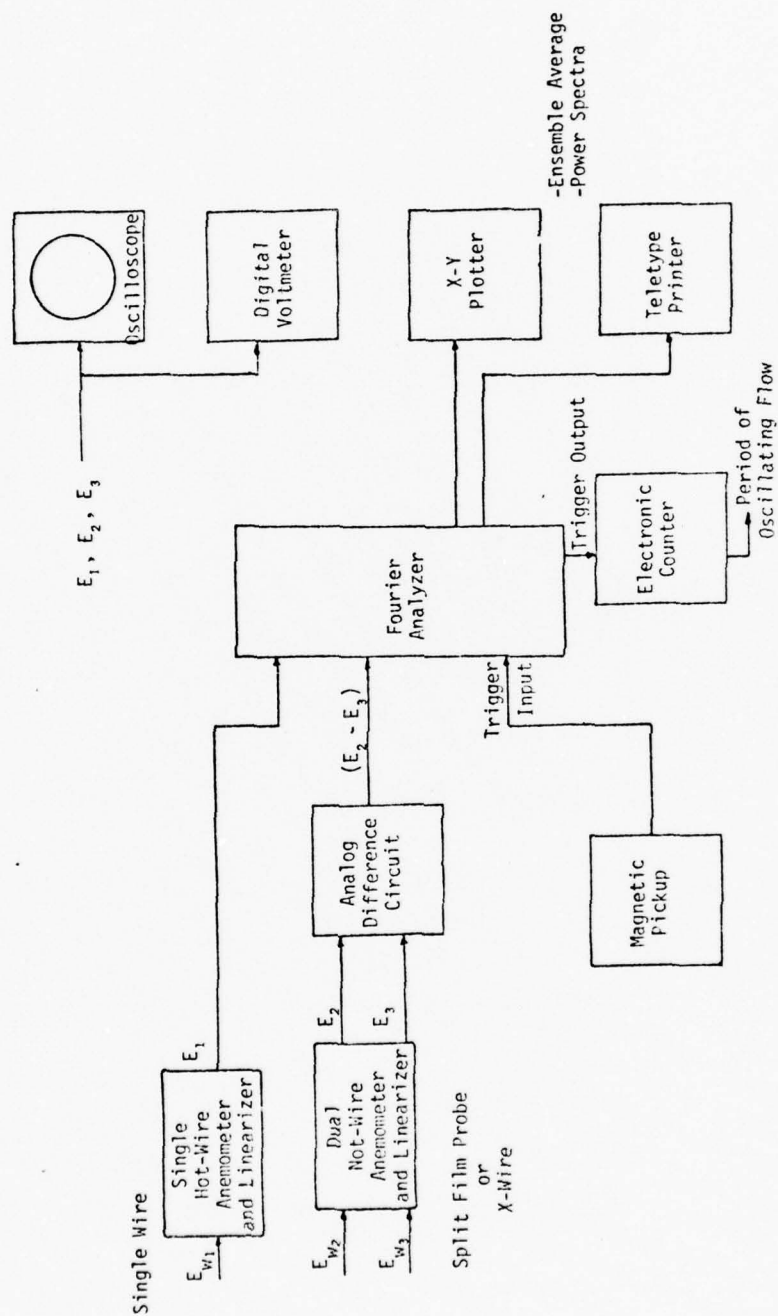 Single Wire
E_W1
Single
Hot-Wire
Anemometer
and Linearizer
E_1
E_W2
E_W3
Dual
Hot-Wire
Anemometer
and Linearizer
Split Film Probe
or
X-Wire
E_2
E_3
Analog
Difference
Circuit
(E_2 - E_3)
Magnetic
Pickup
Trigger
Input
Fourier
Analyzer
Trigger Output
Electronic
Counter
Period of
Oscillating Flow
E_1, E_2, E_3
Oscilloscope
Digital
Voltmeter
X-Y
Plotter
Teletype
Printer
-Ensemble Average
-Power Spectra